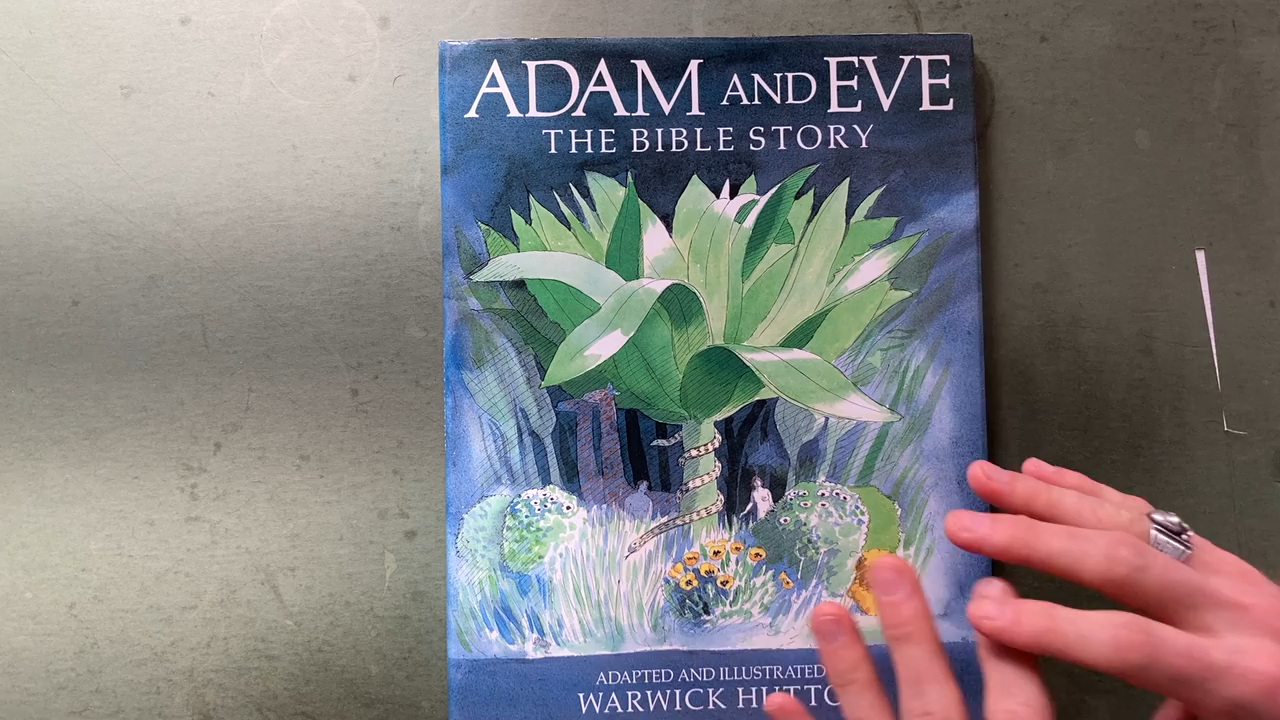 ADAM AND EVE
THE BIBLE STORY
ADAPTED AND ILLUSTRATED
WARWICK